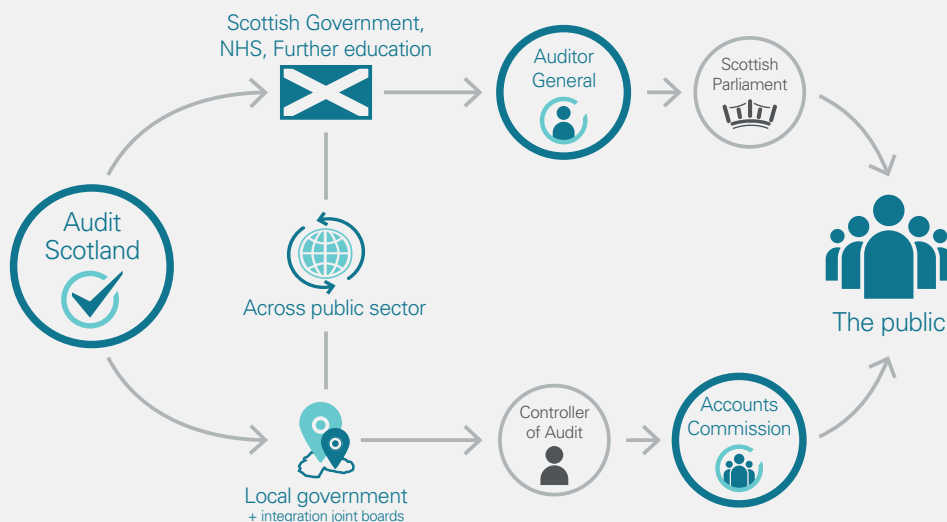 Scottish Government,
NHS, Further education
Auditor
General
Scottish
Parliament
Audit
Scotland
Across public sector
The public
Controller
of Audit
Accounts
Commission
Local government
+ integration joint boards